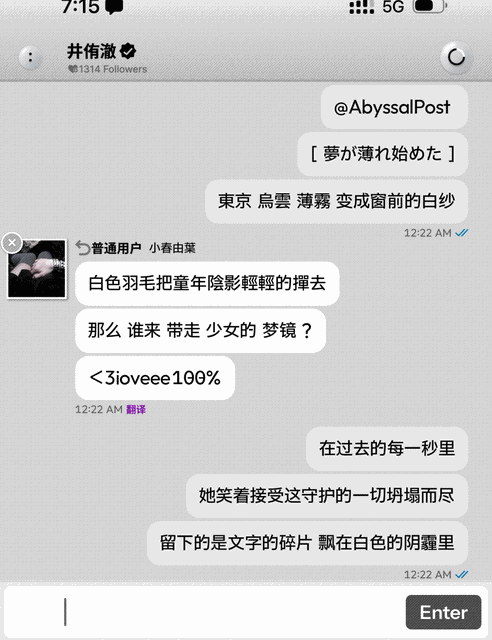 7:15
5G
井侑澈
1314 Followers
@AbyssalPost
[ 夢が薄れ始めた ]
東京 烏雲 薄霧 变成窗前的白纱
12:22 AM
普通用户 小春由葉
白色羽毛把童年陰影輕輕的撣去
那么 谁来 带走 少女的 梦镜？
<3ioveee100%
12:22 AM 翻译
在过去的每一秒里
她笑着接受这守护的一切坍塌而尽
留下的是文字的碎片 飘在白色的阴霾里
12:22 AM
Enter